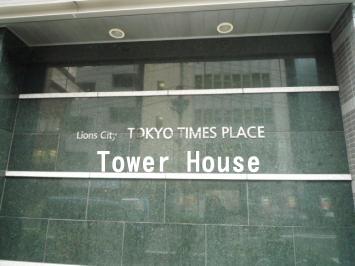 Lions City TOKYO TIMES PLACE
Tower House